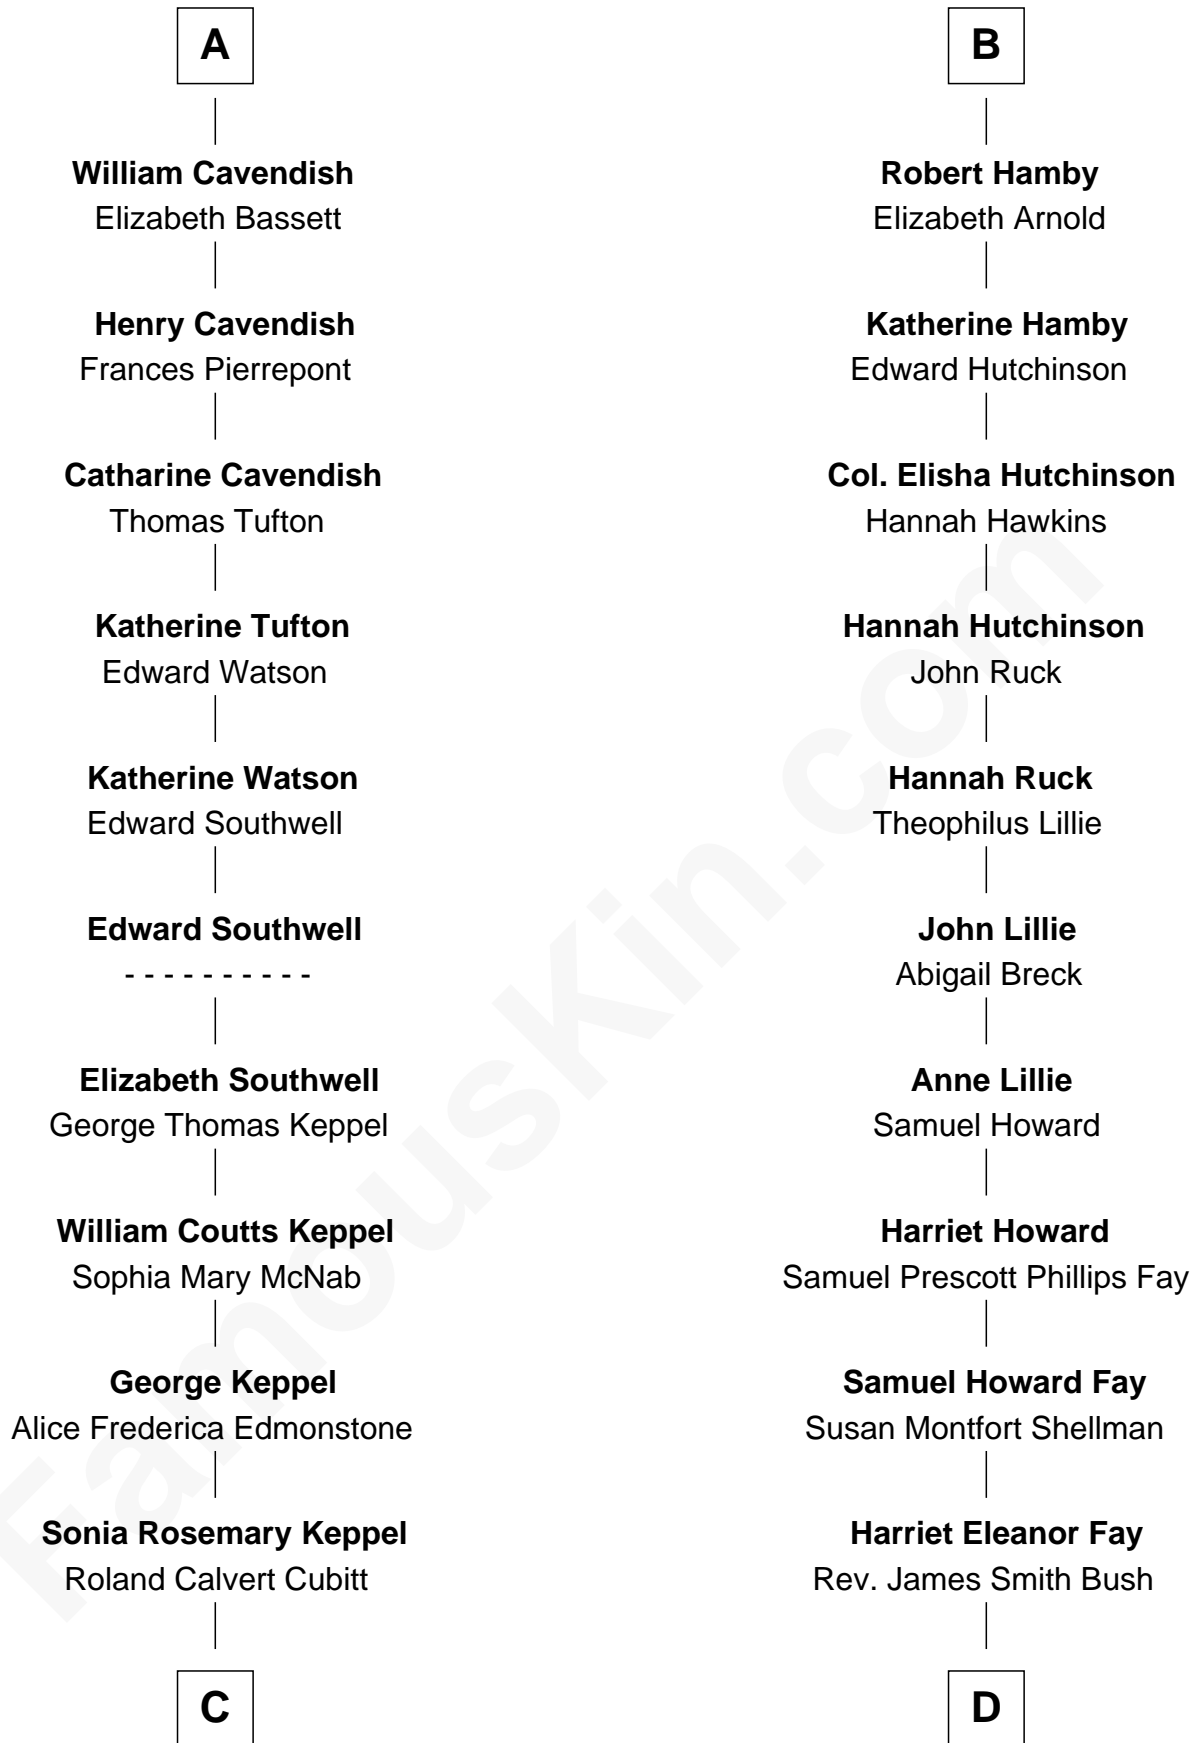 A
William Cavendish
Elizabeth Bassett
Henry Cavendish
Frances Pierrepont
Catharine Cavendish
Thomas Tufton
Katherine Tufton
Edward Watson
Katherine Watson
Edward Southwell
Edward Southwell
- - - - - - - - - -
Elizabeth Southwell
George Thomas Keppel
William Coutts Keppel
Sophia Mary McNab
George Keppel
Alice Frederica Edmonstone
Sonia Rosemary Keppel
Roland Calvert Cubitt
C
B
Robert Hamby
Elizabeth Arnold
Katherine Hamby
Edward Hutchinson
Col. Elisha Hutchinson
Hannah Hawkins
Hannah Hutchinson
John Ruck
Hannah Ruck
Theophilus Lillie
John Lillie
Abigail Breck
Anne Lillie
Samuel Howard
Harriet Howard
Samuel Prescott Phillips Fay
Samuel Howard Fay
Susan Montfort Shellman
Harriet Eleanor Fay
Rev. James Smith Bush
D
FamousKin.com